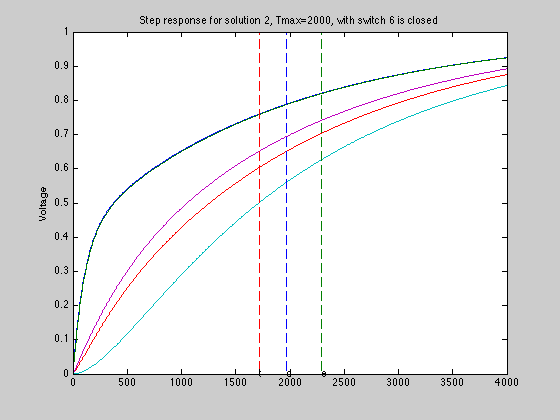 Step response for solution 2, Tmax=2000, with switch 6 is closed
1
0.9
0.8
0.7
0.6
0.5
0.4
0.3
0.2
0.1
0
Voltage
t d e
0 500 1000 1500 2000 2500 3000 3500 4000